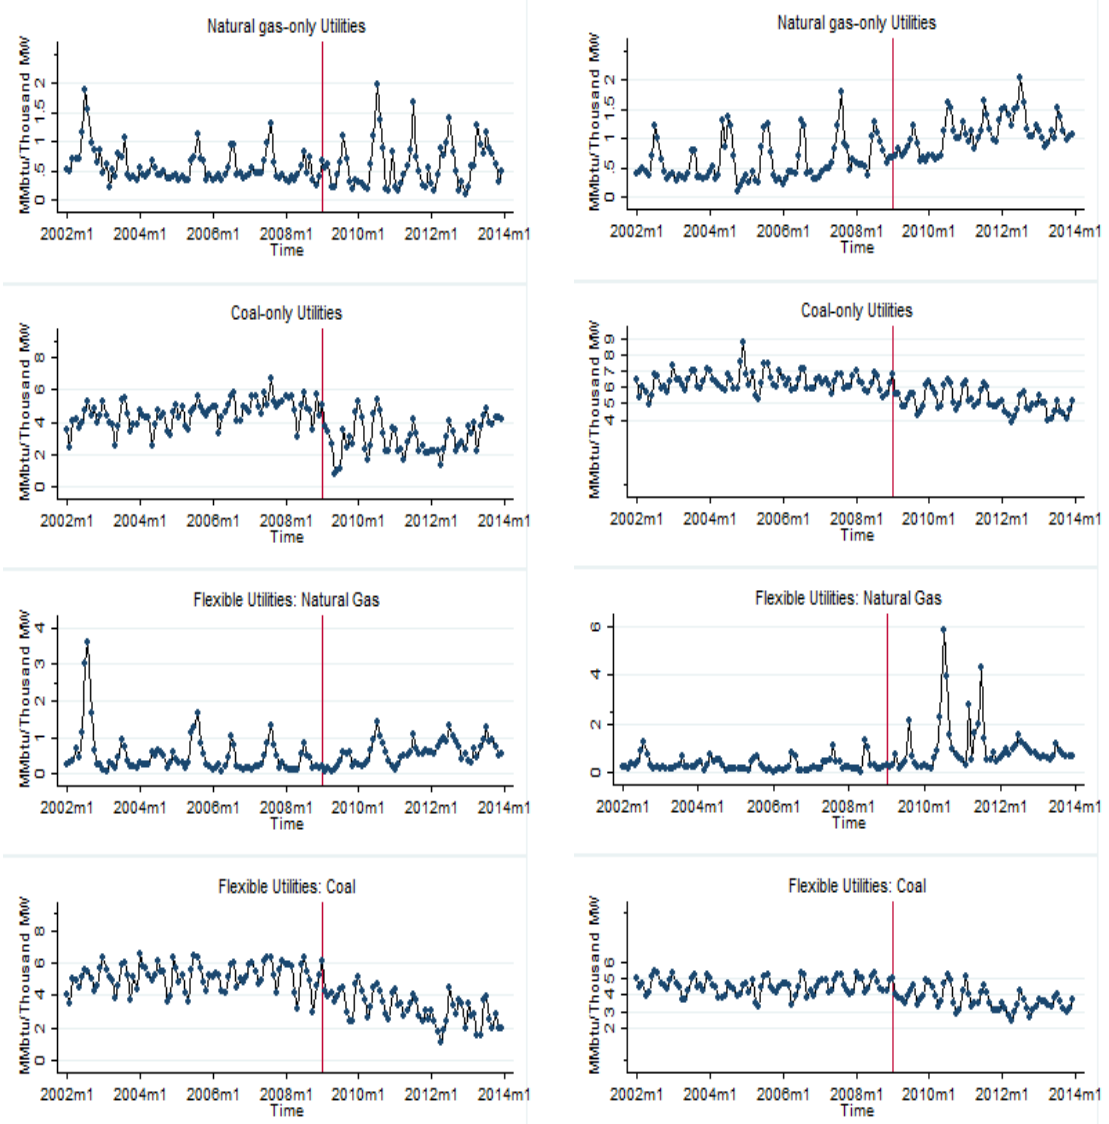 Natural gas-only Utilities
MMbtu/Thousand MW
0 .5 1 1.5 2
2002m1 2004m1 2006m1 2008m1 2010m1 2012m1 2014m1
Time
Natural gas-only Utilities
MMbtu/Thousand MW
0 .5 1 1.5 2
2002m1 2004m1 2006m1 2008m1 2010m1 2012m1 2014m1
Time
Coal-only Utilities
MMbtu/Thousand MW
0 2 4 6 8
2002m1 2004m1 2006m1 2008m1 2010m1 2012m1 2014m1
Time
Coal-only Utilities
MMbtu/Thousand MW
4 5 6 7 8 9
2002m1 2004m1 2006m1 2008m1 2010m1 2012m1 2014m1
Time
Flexible Utilities: Natural Gas
MMbtu/Thousand MW
0 1 2 3 4
2002m1 2004m1 2006m1 2008m1 2010m1 2012m1 2014m1
Time
Flexible Utilities: Natural Gas
MMbtu/Thousand MW
0 2 4 6
2002m1 2004m1 2006m1 2008m1 2010m1 2012m1 2014m1
Time
Flexible Utilities: Coal
MMbtu/Thousand MW
0 2 4 6 8
2002m1 2004m1 2006m1 2008m1 2010m1 2012m1 2014m1
Time
Flexible Utilities: Coal
MMbtu/Thousand MW
2 3 4 5 6
2002m1 2004m1 2006m1 2008m1 2010m1 2012m1 2014m1
Time